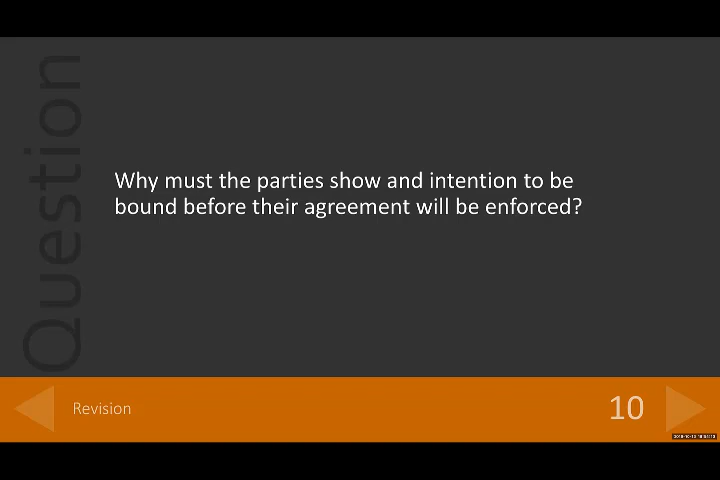 Question
Why must the parties show and intention to be
bound before their agreement will be enforced?
Revision
10